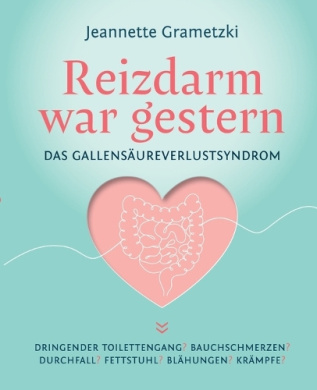 Jeannette Grametzki
Reizdarm
war gestern
DAS GALLENSÄUREVERLUSTSYNDROM
DRINGENDER TOILETTENGANG? BAUCHSCHMERZEN?
DURCHFALL? FETTSTUHL? BLÄHUNGEN? KRÄMPFE?